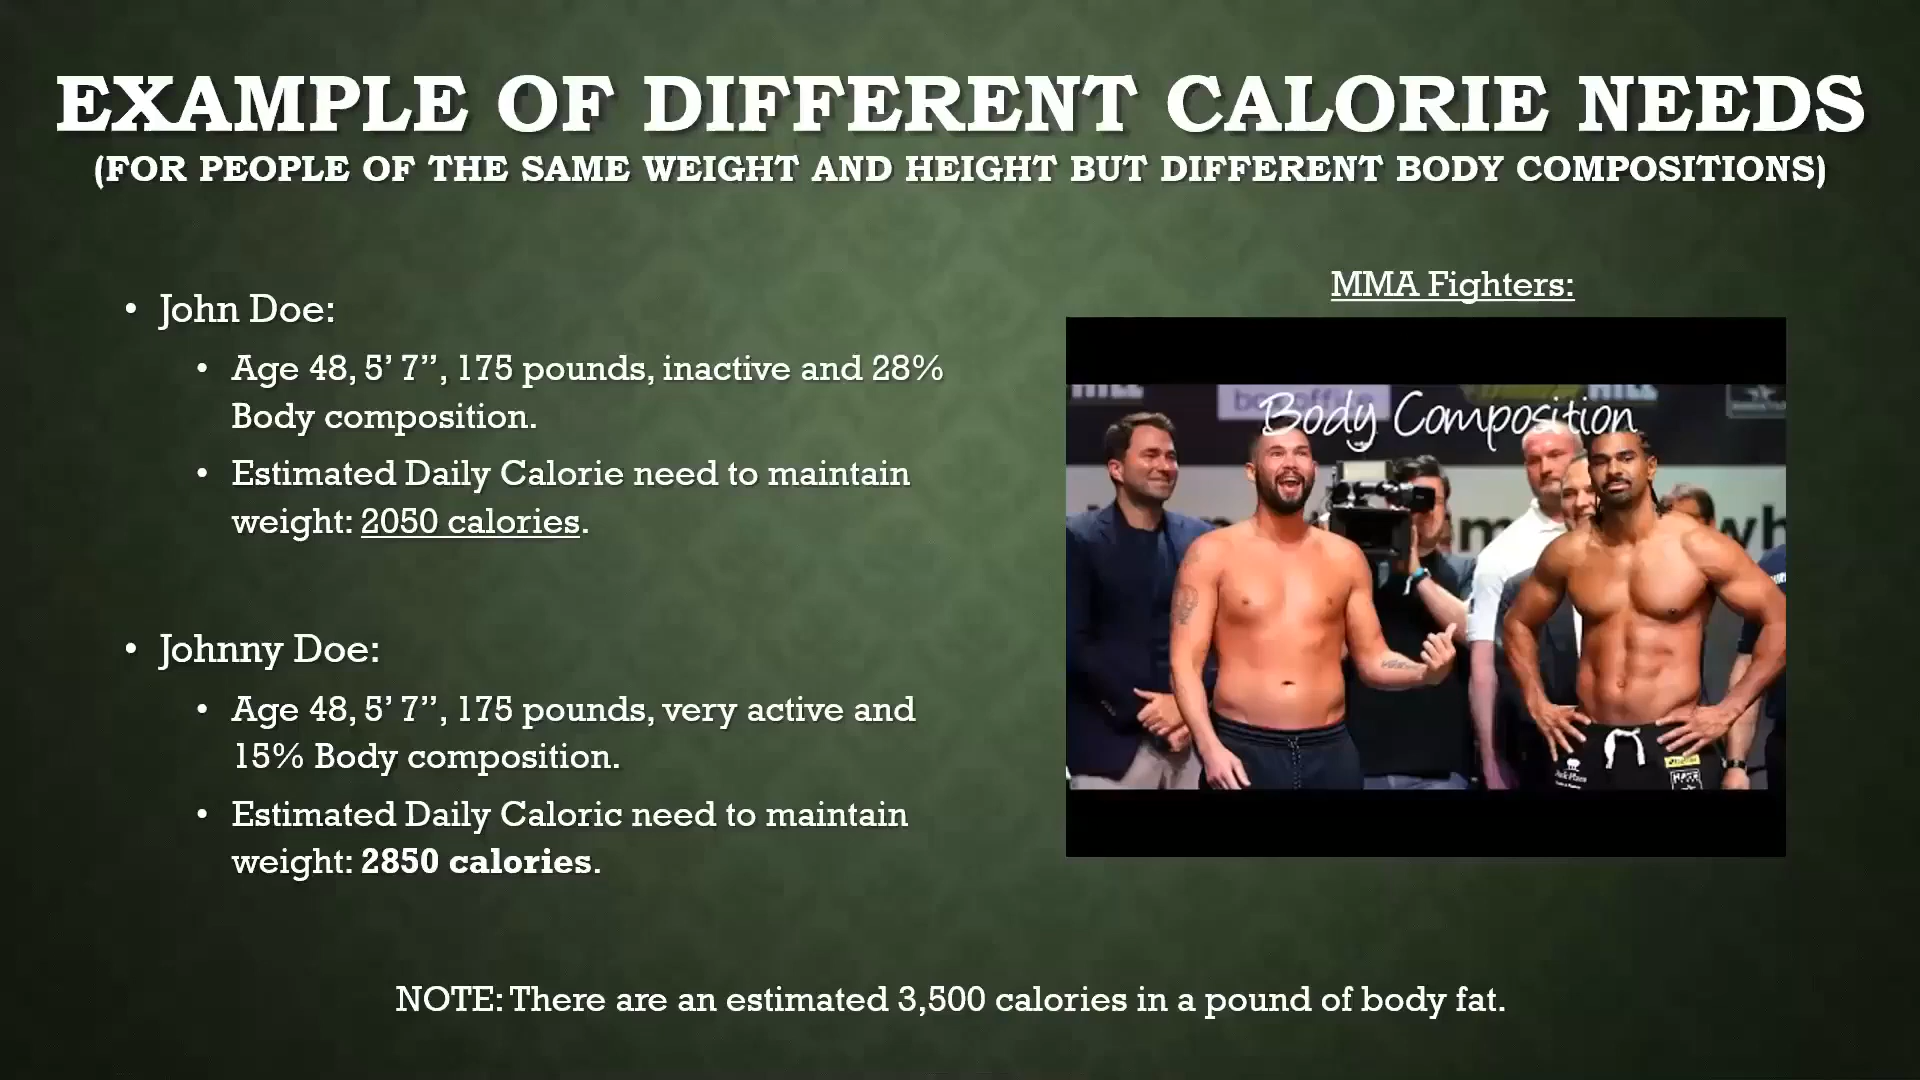 EXAMPLE OF DIFFERENT CALORIE NEEDS
(FOR PEOPLE OF THE SAME WEIGHT AND HEIGHT BUT DIFFERENT BODY COMPOSITIONS)
• John Doe:
• Age 48, 5’ 7”, 175 pounds, inactive and 28%
Body composition.
• Estimated Daily Calorie need to maintain
weight: 2050 calories.
• Johnny Doe:
• Age 48, 5’ 7”, 175 pounds, very active and
15% Body composition.
• Estimated Daily Caloric need to maintain
weight: 2850 calories.
MMA Fighters:
Body Composition
NOTE: There are an estimated 3,500 calories in a pound of body fat.